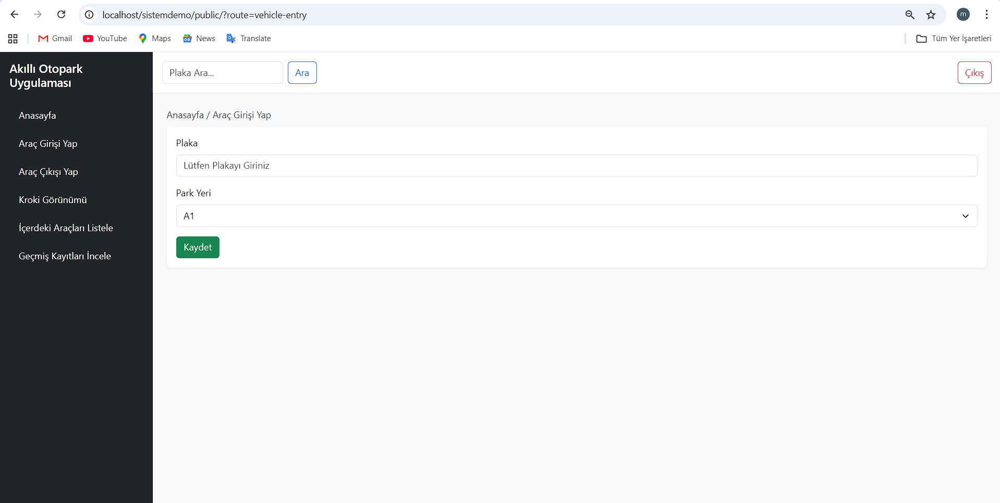 localhost/sistemdemo/public/?route=vehicle-entry
m
Gmail
YouTube
Maps
News
Translate
Tüm Yer İşaretleri
Akıllı Otopark
Uygulaması
Anasayfa
Araç Girişi Yap
Araç Çıkışı Yap
Kroki Görünümü
İçerdeki Araçları Listele
Geçmiş Kayıtları İncele
Plaka Ara...
Ara
Çıkış
Anasayfa / Araç Girişi Yap
Plaka
Lütfen Plakayı Giriniz
Park Yeri
A1
Kaydet